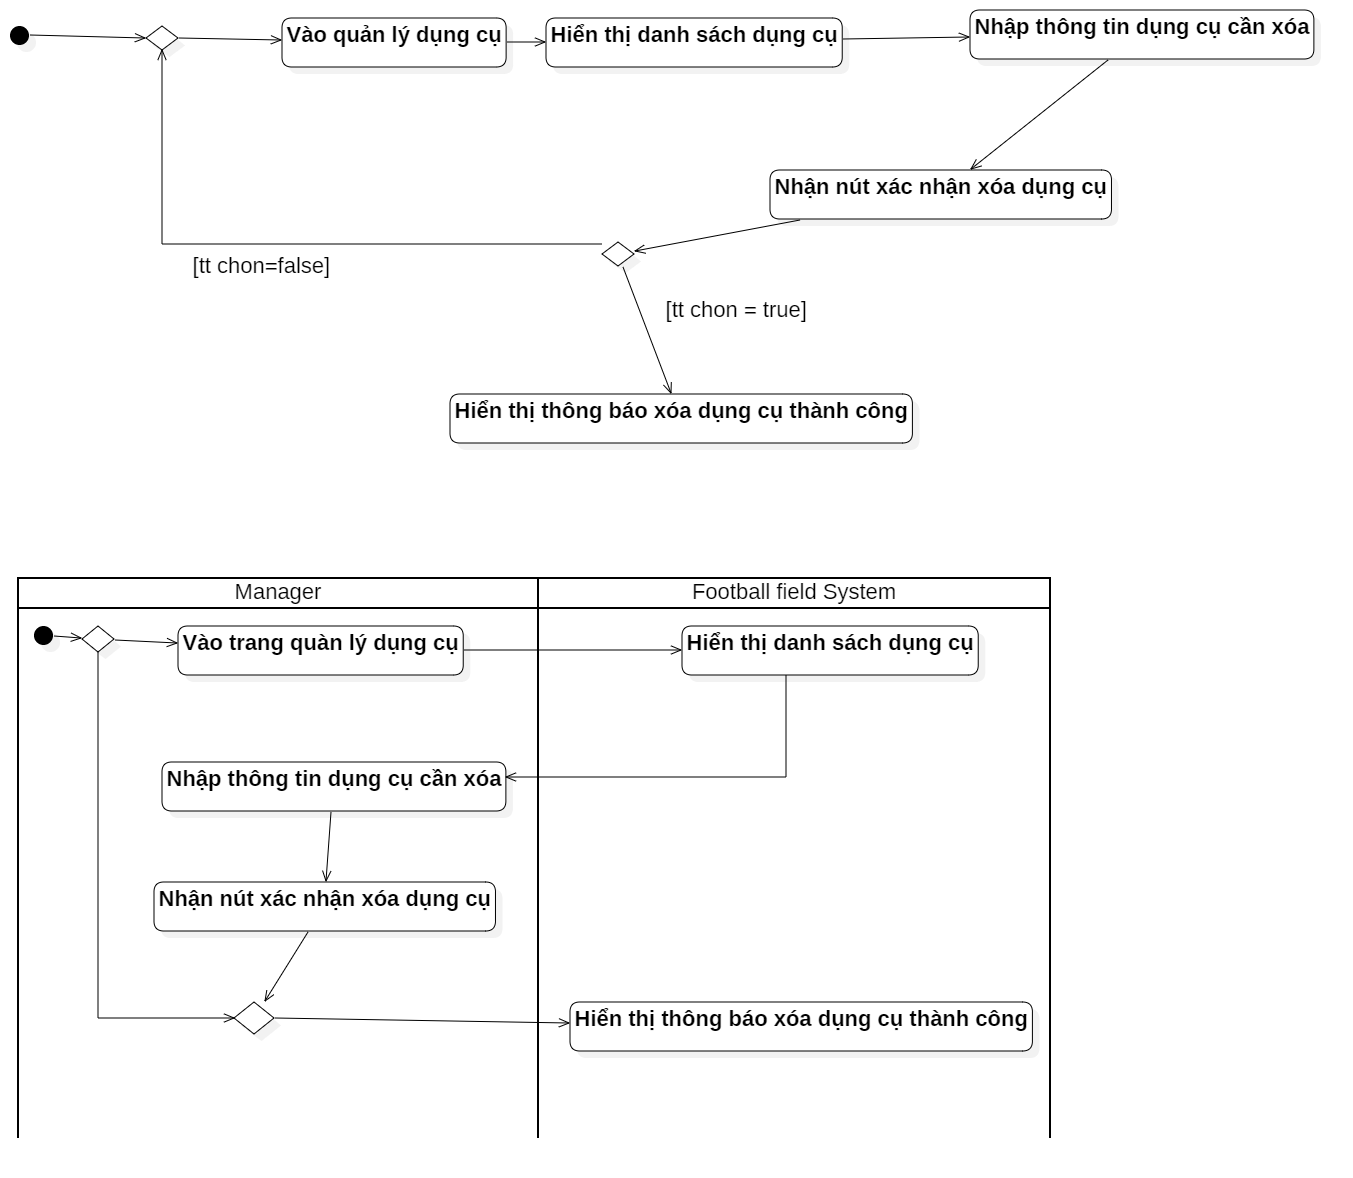 Vào quản lý dụng cụ
Hiển thị danh sách dụng cụ
Nhập thông tin dụng cụ cần xóa
Nhận nút xác nhận xóa dụng cụ
[tt chon=false]
[tt chon = true]
Hiển thị thông báo xóa dụng cụ thành công
Manager
Football field System
Vào trang quàn lý dụng cụ
Hiển thị danh sách dụng cụ
Nhập thông tin dụng cụ cần xóa
Nhận nút xác nhận xóa dụng cụ
Hiển thị thông báo xóa dụng cụ thành công